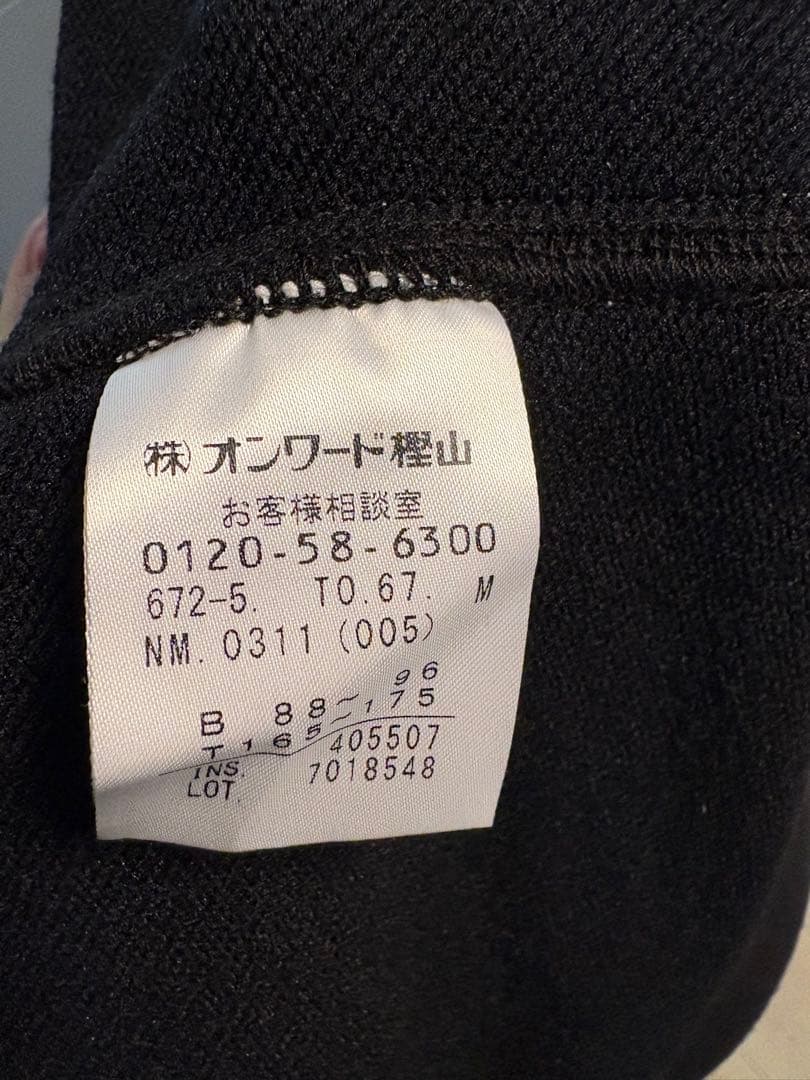 ㈱オンワード樫山
お客様相談室
0120-58-6300
672-5. TO.67. M
NM. 0311 (005)
B 88~96
T 165~175
INS. 405507
LOT. 7018548